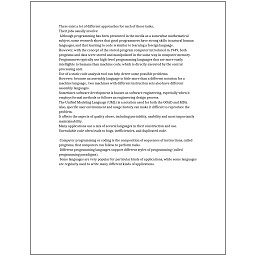 There exist a lot of different approaches for each of those tasks.
Their jobs usually involve:
Although programming has been presented in the media as a somewhat mathematical
subject, some research shows that good programmers have strong skills in natural human
languages, and that learning to code is similar to learning a foreign language.
However, with the concept of the stored-program computer introduced in 1949, both
programs and data were stored and manipulated in the same way in computer memory.
Programmers typically use high-level programming languages that are more easily
intelligible to humans than machine code, which is directly executed by the central
processing unit.
Use of a static code analysis tool can help detect some possible problems.
However, because an assembly language is little more than a different notation for a
machine language, two machines with different instruction sets also have different
assembly languages.
Sometimes software development is known as software engineering, especially when it
employs formal methods or follows an engineering design process.
The Unified Modeling Language (UML) is a notation used for both the OOAD and MDA.
Also, specific user environment and usage history can make it difficult to reproduce the
problem.
It affects the aspects of quality above, including portability, usability and most importantly
maintainability.
Many applications use a mix of several languages in their construction and use.
Unreadable code often leads to bugs, inefficiencies, and duplicated code.

Computer programming or coding is the composition of sequences of instructions, called
programs, that computers can follow to perform tasks.
Different programming languages support different styles of programming (called
programming paradigms).
Some languages are very popular for particular kinds of applications, while some languages
are regularly used to write many different kinds of applications.